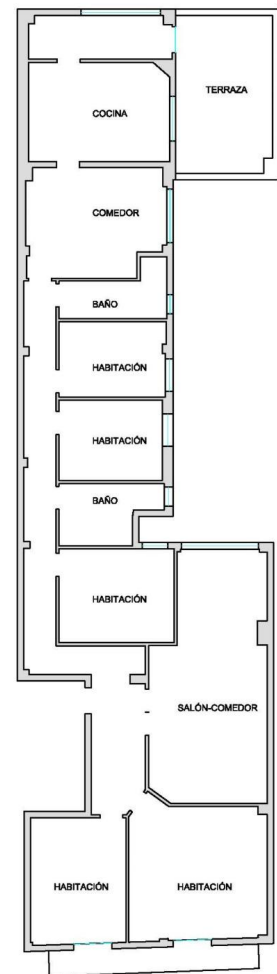 TERRAZA
COCINA
COMEDOR
BAÑO
HABITACIÓN
HABITACIÓN
BAÑO
HABITACIÓN
SALÓN-COMEDOR
HABITACIÓN
HABITACIÓN